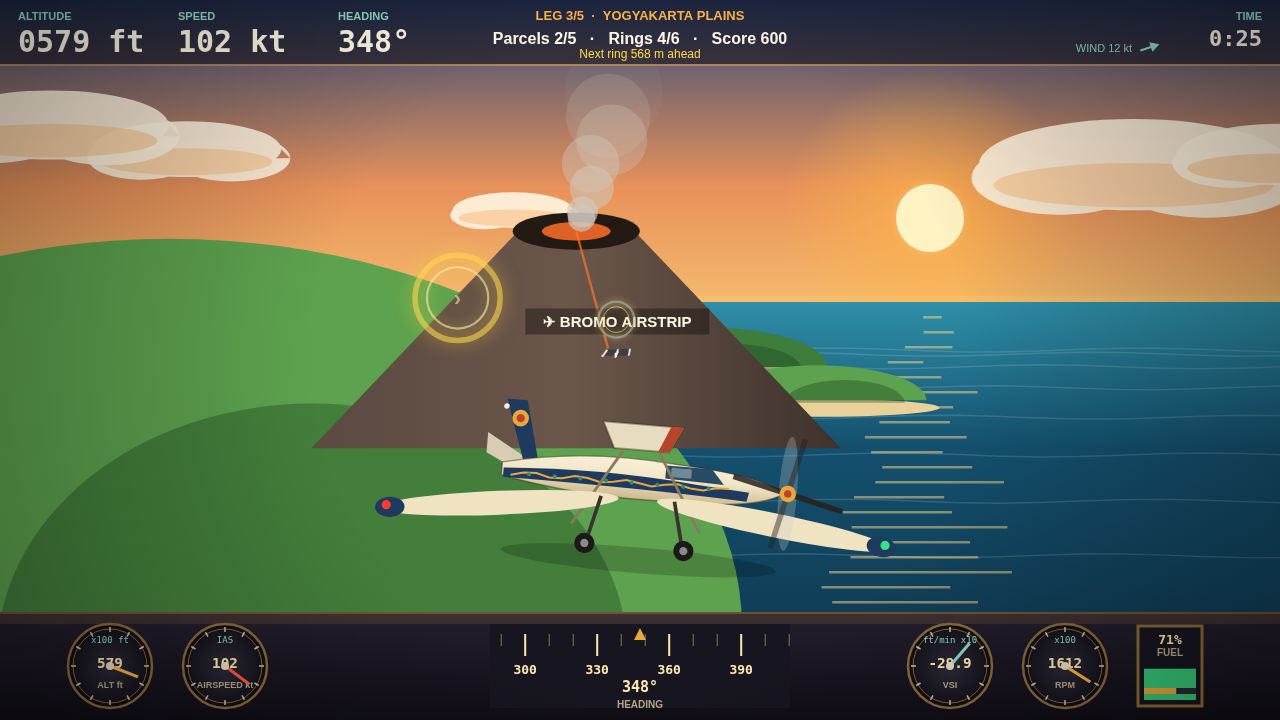 ALTITUDE
0579 ft
SPEED
102 kt
HEADING
348°
LEG 3/5 · YOGYAKARTA PLAINS
Parcels 2/5 · Rings 4/6 · Score 600
Next ring 568 m ahead
WIND 12 kt
TIME
0:25
✈ BROMO AIRSTRIP
x100 ft
579
ALT ft
IAS
102
AIRSPEED kt
300 330 360 390
348°
HEADING
ft/min x10
-28.9
VSI
x100
1612
RPM
71%
FUEL